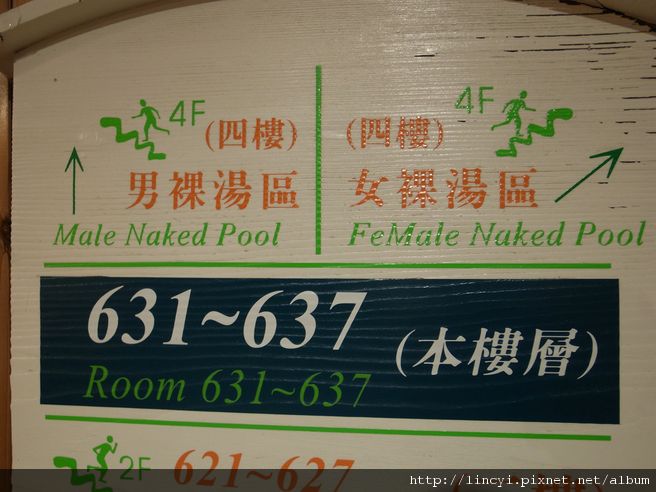 4F (四樓)
男裸湯區
Male Naked Pool
4F
(四樓)
女裸湯區
FeMale Naked Pool
631~637
(本樓層)
Room 631~637
2F 621~627
http://lincyi.pixnet.net/album